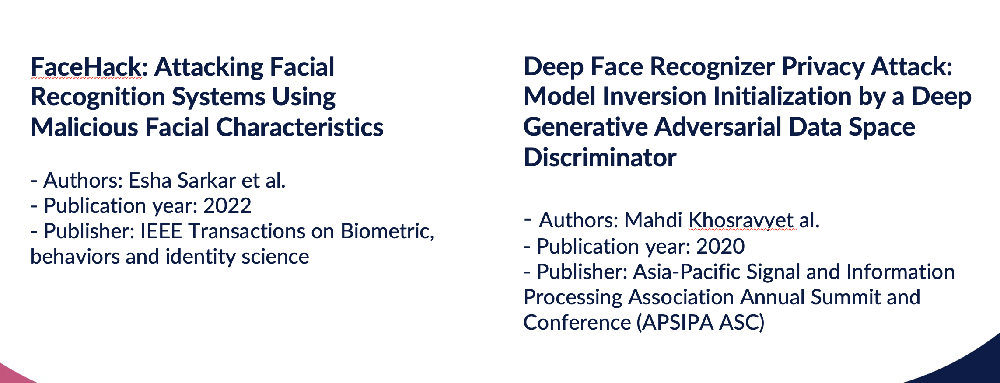 FaceHack: Attacking Facial
Recognition Systems Using
Malicious Facial Characteristics
- Authors: Esha Sarkar et al.
- Publication year: 2022
- Publisher: IEEE Transactions on Biometric,
behaviors and identity science
Deep Face Recognizer Privacy Attack:
Model Inversion Initialization by a Deep
Generative Adversarial Data Space
Discriminator
- Authors: Mahdi Khosravyet al.
- Publication year: 2020
- Publisher: Asia-Pacific Signal and Information
Processing Association Annual Summit and
Conference (APSIPA ASC)